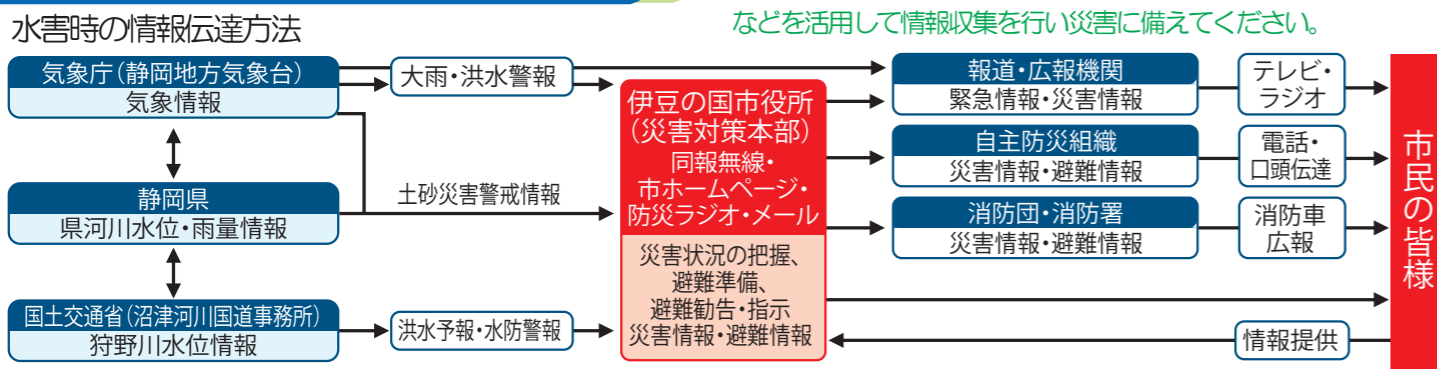 水害時の情報伝達方法
などを活用して情報収集を行い災害に備えてください。
気象庁(静岡地方気象台)
気象情報
大雨・洪水警報
静岡県
県河川水位・雨量情報
土砂災害警戒情報
国土交通省(沼津河川国道事務所)
狩野川水位情報
洪水予報・水防警報
伊豆の国市役所
(災害対策本部)
同報無線・
市ホームページ・
防災ラジオ・メール
災害状況の把握、
避難準備、
避難勧告・指示
災害情報・避難情報
報道・広報機関
緊急情報・災害情報
テレビ・
ラジオ
自主防災組織
災害情報・避難情報
電話・
口頭伝達
消防団・消防署
災害情報・避難情報
消防車
広報
情報提供
市民の皆様